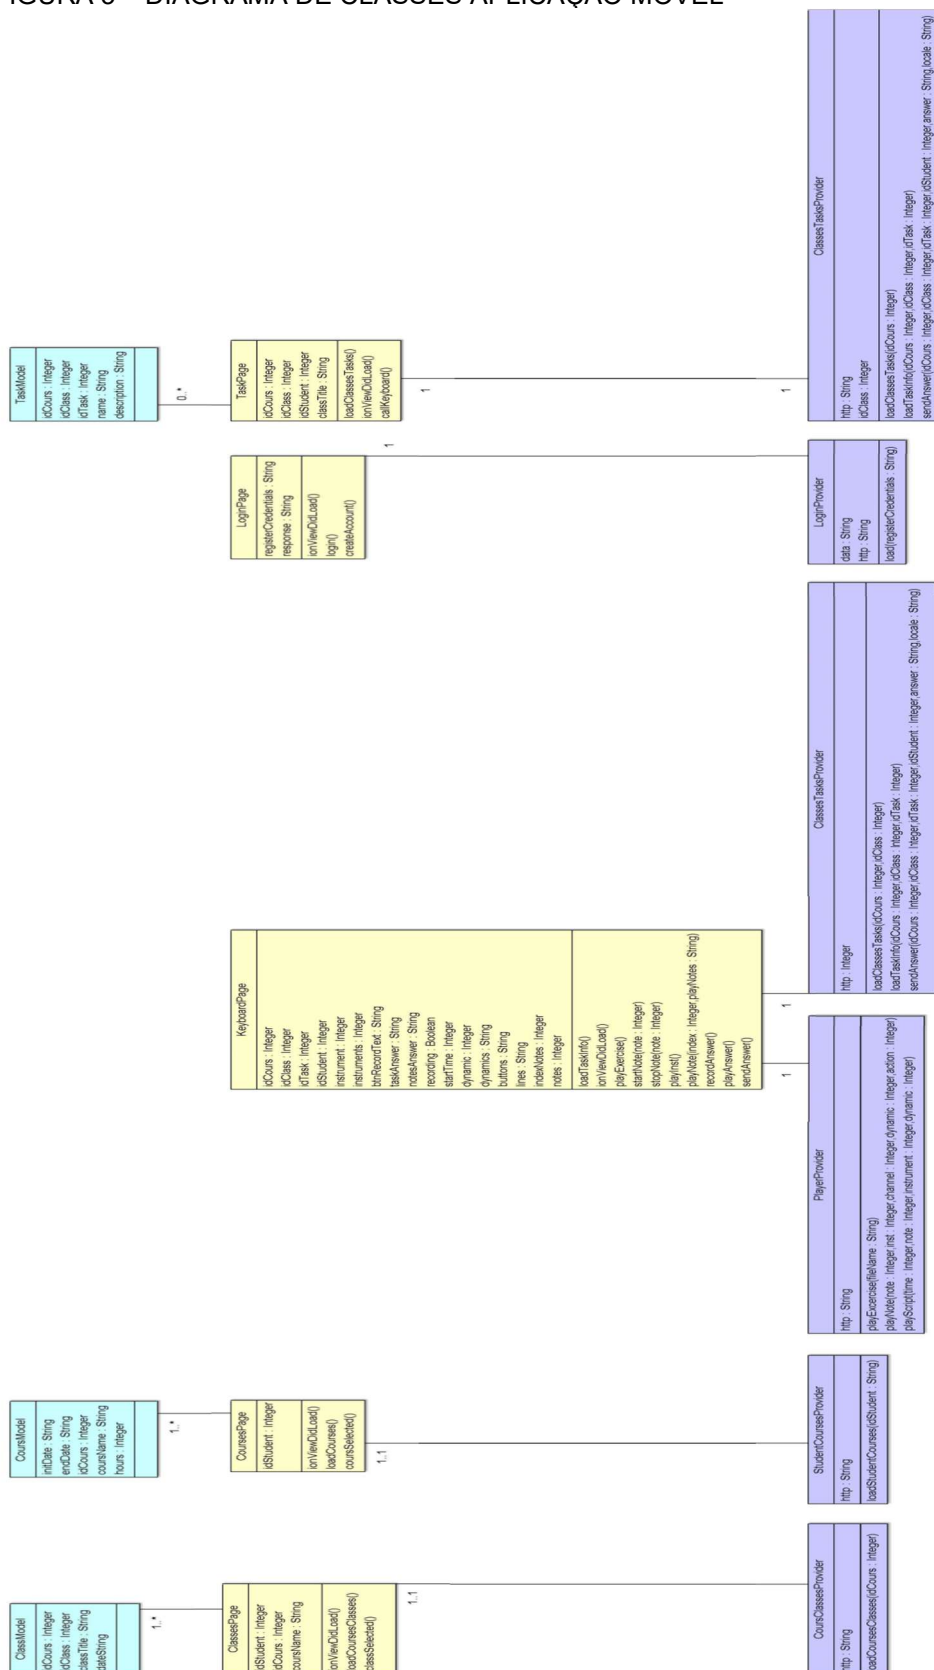 IGURA 8 – DIAGRAMA DE CLASSES APLICAÇÃO MÓVEL
ClassModel
idCours : Integer
idClass : Integer
classTitle : String
dateString
1..*
ClassesPage
idStudent : Integer
idCours : Integer
coursName : String
ionViewDidLoad()
loadCoursesClasses()
classSelected()
1..1
CoursClassesProvider
http : String
loadCoursesClasses(idCours : Integer)
CoursModel
initDate : String
endDate : String
idCours : Integer
coursName : String
hours : Integer
1..*
CoursesPage
idStudent : Integer
ionViewDidLoad()
loadCourses()
coursSelected()
1..1
StudentCoursesProvider
http : String
loadStudentCourses(idStudent : String)
KeyboardPage
idCours : Integer
idClass : Integer
idTask : Integer
idStudent : Integer
instrument : Integer
instruments : Integer
btnRecordText : String
taskAnswer : String
notesAnswer : String
recording : Boolean
startTime : Integer
dynamic : Integer
dynamics : String
buttons : String
lines : String
indexNotes : Integer
notes : Integer
loadTaskInfo()
ionViewDidLoad()
playExercise()
startNote(note : Integer)
stopNote(note : Integer)
playInst()
playNote(index : Integer,playNotes : String)
recordAnswer()
playAnswer()
sendAnswer()
1
1
PlayerProvider
http : String
playExcercise(fileName : String)
playNote(note : Integer,inst : Integer,channel : Integer,dynamic : Integer,action : Integer)
playScript(time : Integer,note : Integer,instrument : Integer,dynamic : Integer)
ClassesTasksProvider
http : Integer
loadClassesTasks(idCours : Integer,idClass : Integer)
loadTaskInfo(idCours : Integer,idClass : Integer,idTask : Integer)
sendAnswer(idCours : Integer,idClass : Integer,idTask : Integer,idStudent : Integer,answer : String,locale : String)
LoginPage
registerCredentials : String
response : String
ionViewDidLoad()
login()
createAccount()
1
LoginProvider
data : String
http : String
load(registerCredentials : String)
TaskModel
idCours : Integer
idClass : Integer
idTask : Integer
name : String
description : String
0..*
TaskPage
idCours : Integer
idClass : Integer
idStudent : Integer
classTitle : String
loadClassesTasks()
ionViewDidLoad()
callKeyboard()
1
1
ClassesTasksProvider
http : String
idClass : Integer
loadClassesTasks(idCours : Integer)
loadTaskInfo(idCours : Integer,idClass : Integer,idTask : Integer)
sendAnswer(idCours : Integer,idClass : Integer,idTask : Integer,idStudent : Integer,answer : String,locale : String)